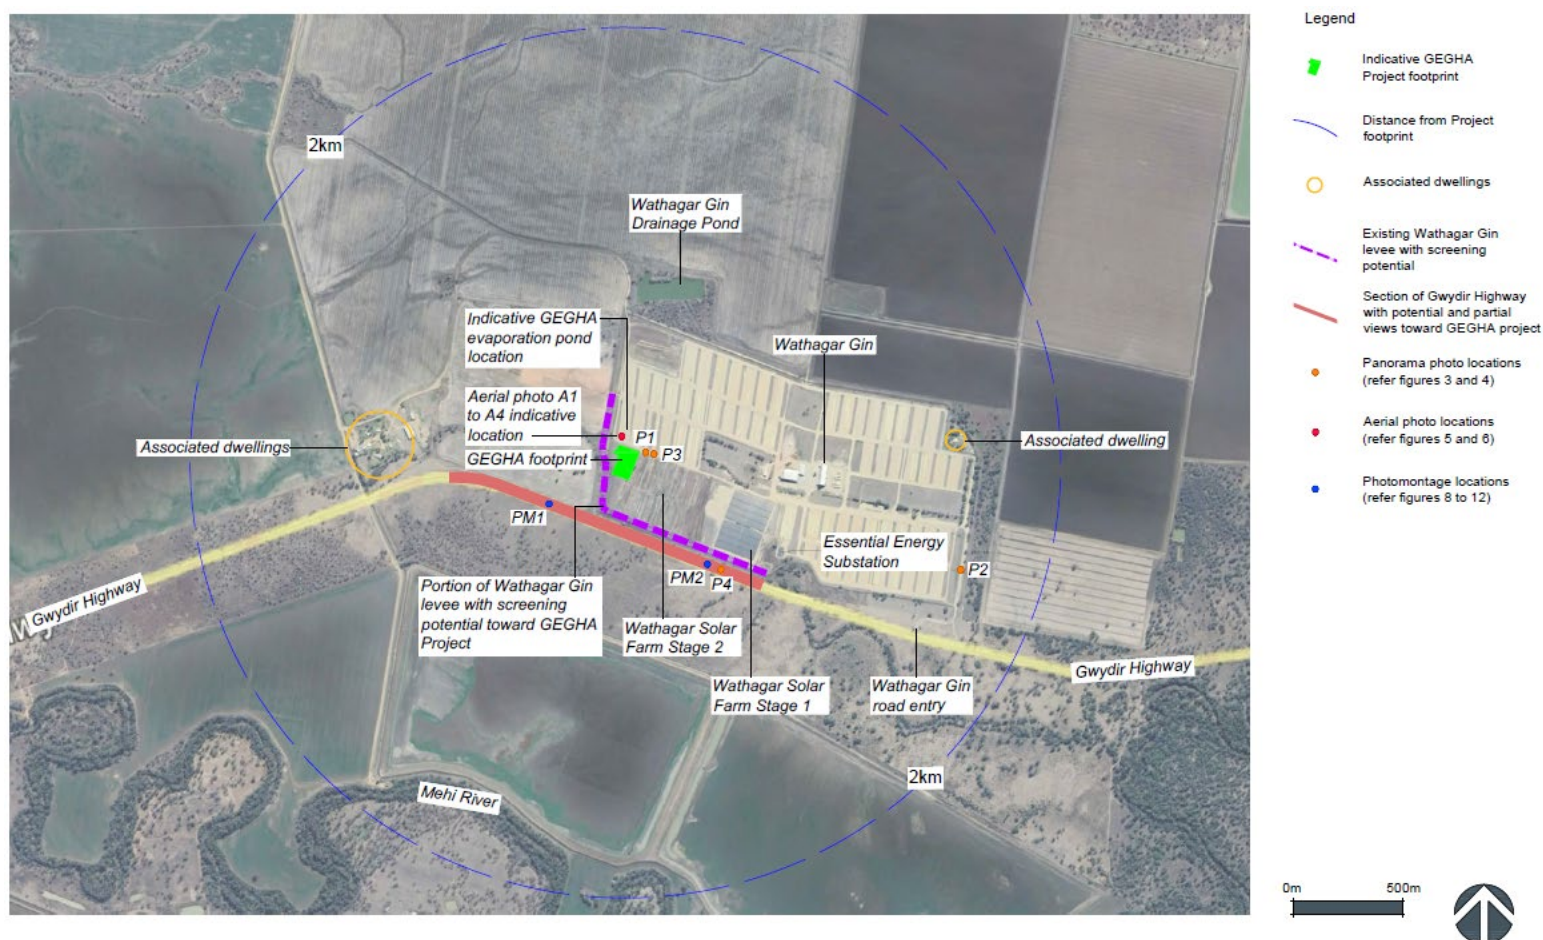 2km
Wathagar Gin
Drainage Pond
Indicative GEGHA
evaporation pond
location
Wathagar Gin
Aerial photo A1
to A4 indicative
location
P1
P3
GEGHA footprint
Associated dwellings
Associated dwelling
PM1
Essential Energy
Substation
PM2
P4
P2
Portion of Wathagar Gin
levee with screening
potential toward GEGHA
Project
Wathagar Solar
Farm Stage 2
Gwydir Highway
Wathagar Solar
Farm Stage 1
Wathagar Gin
road entry
Gwydir Highway
2km
Mehi River
Legend
Indicative GEGHA
Project footprint
Distance from Project
footprint
Associated dwellings
Existing Wathagar Gin
levee with screening
potential
Section of Gwydir Highway
with potential and partial
views toward GEGHA project
Panorama photo locations
(refer figures 3 and 4)
Aerial photo locations
(refer figures 5 and 6)
Photomontage locations
(refer figures 8 to 12)
0m
500m